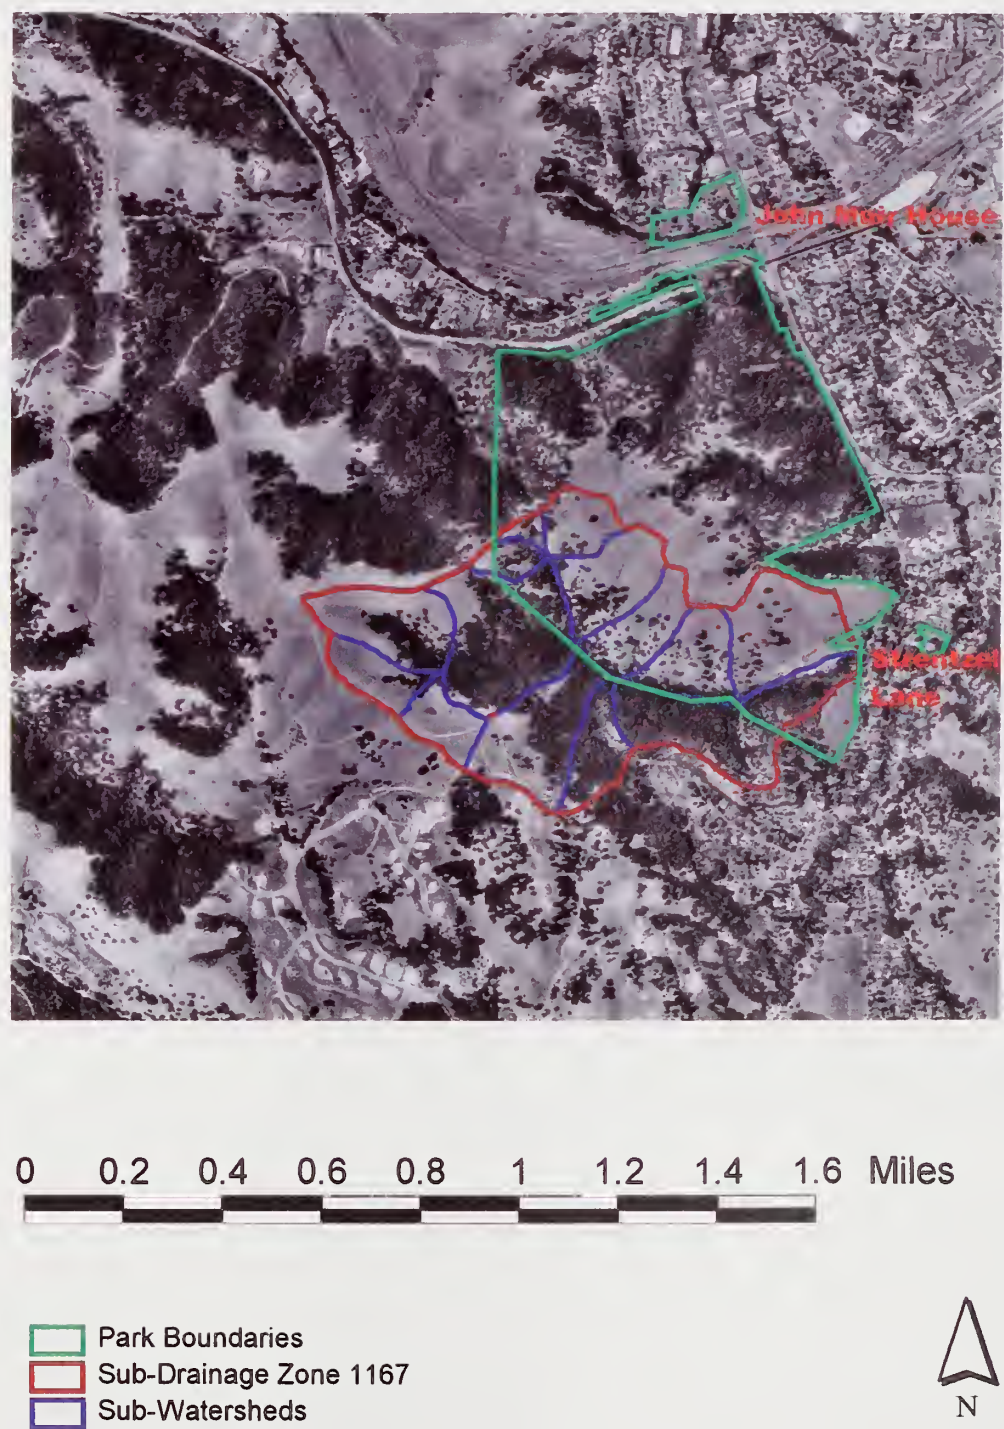 John Muir House
Strentzel
Lane
0 0.2 0.4 0.6 0.8 1 1.2 1.4 1.6 Miles
Park Boundaries
Sub-Drainage Zone 1167
Sub-Watersheds
N